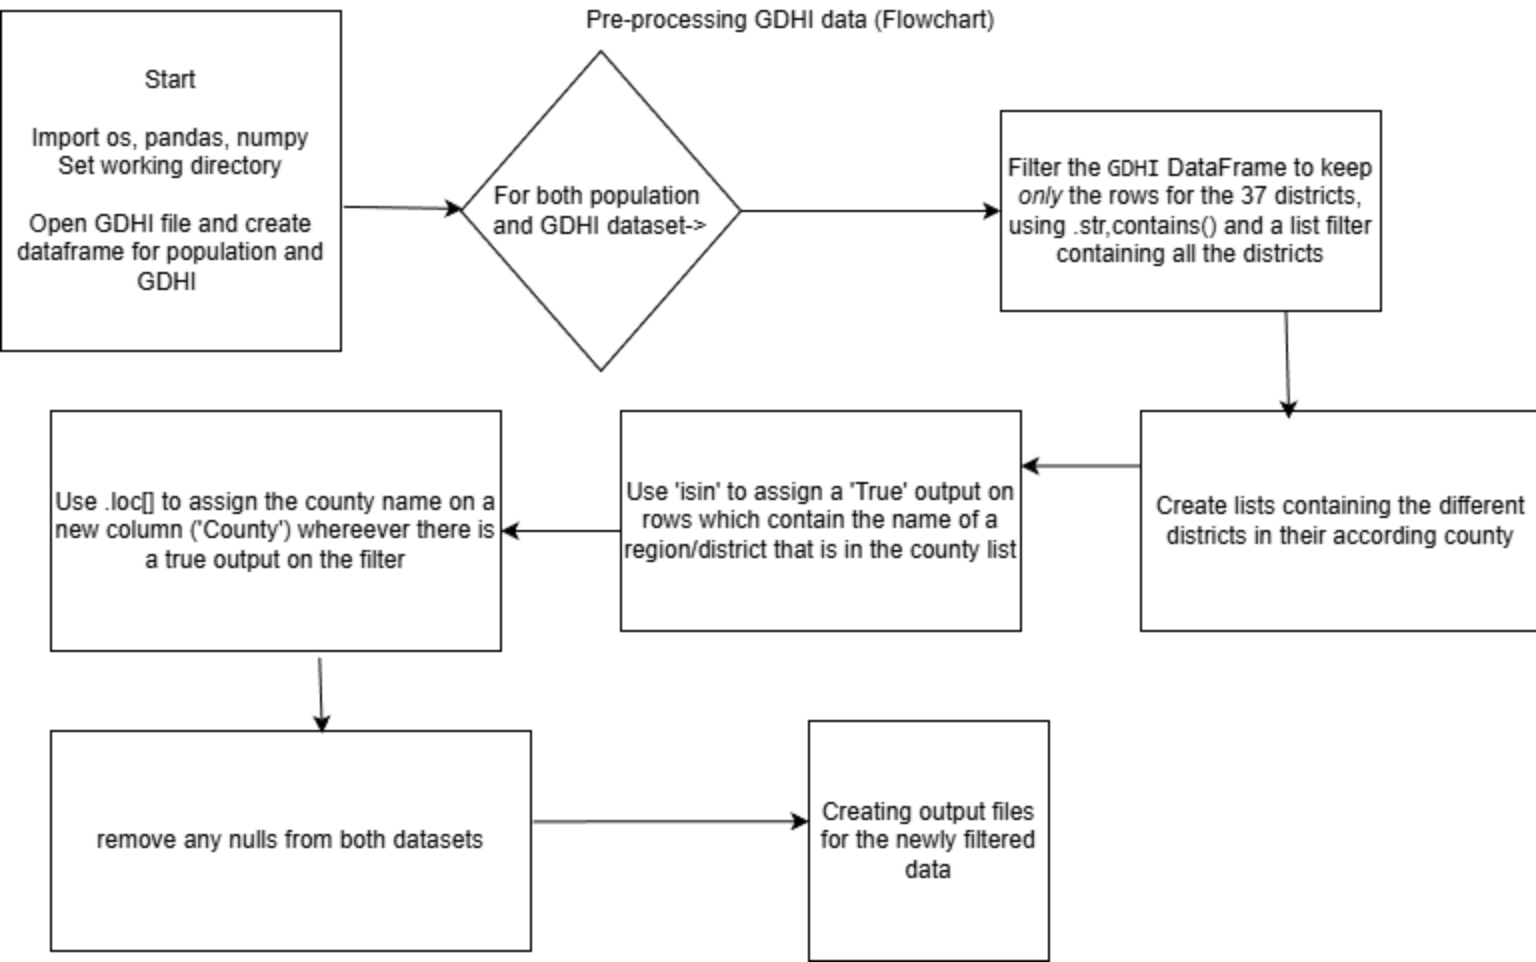 Pre-processing GDHI data (Flowchart)
Start
Import os, pandas, numpy
Set working directory
Open GDHI file and create
dataframe for population and
GDHI
For both population
and GDHI dataset->
Filter the GDHI DataFrame to keep
only the rows for the 37 districts,
using .str,contains() and a list filter
containing all the districts
Create lists containing the different
districts in their according county
Use 'isin' to assign a 'True' output on
rows which contain the name of a
region/district that is in the county list
Use .loc[] to assign the county name on a
new column ('County') whereever there is
a true output on the filter
remove any nulls from both datasets
Creating output files
for the newly filtered
data